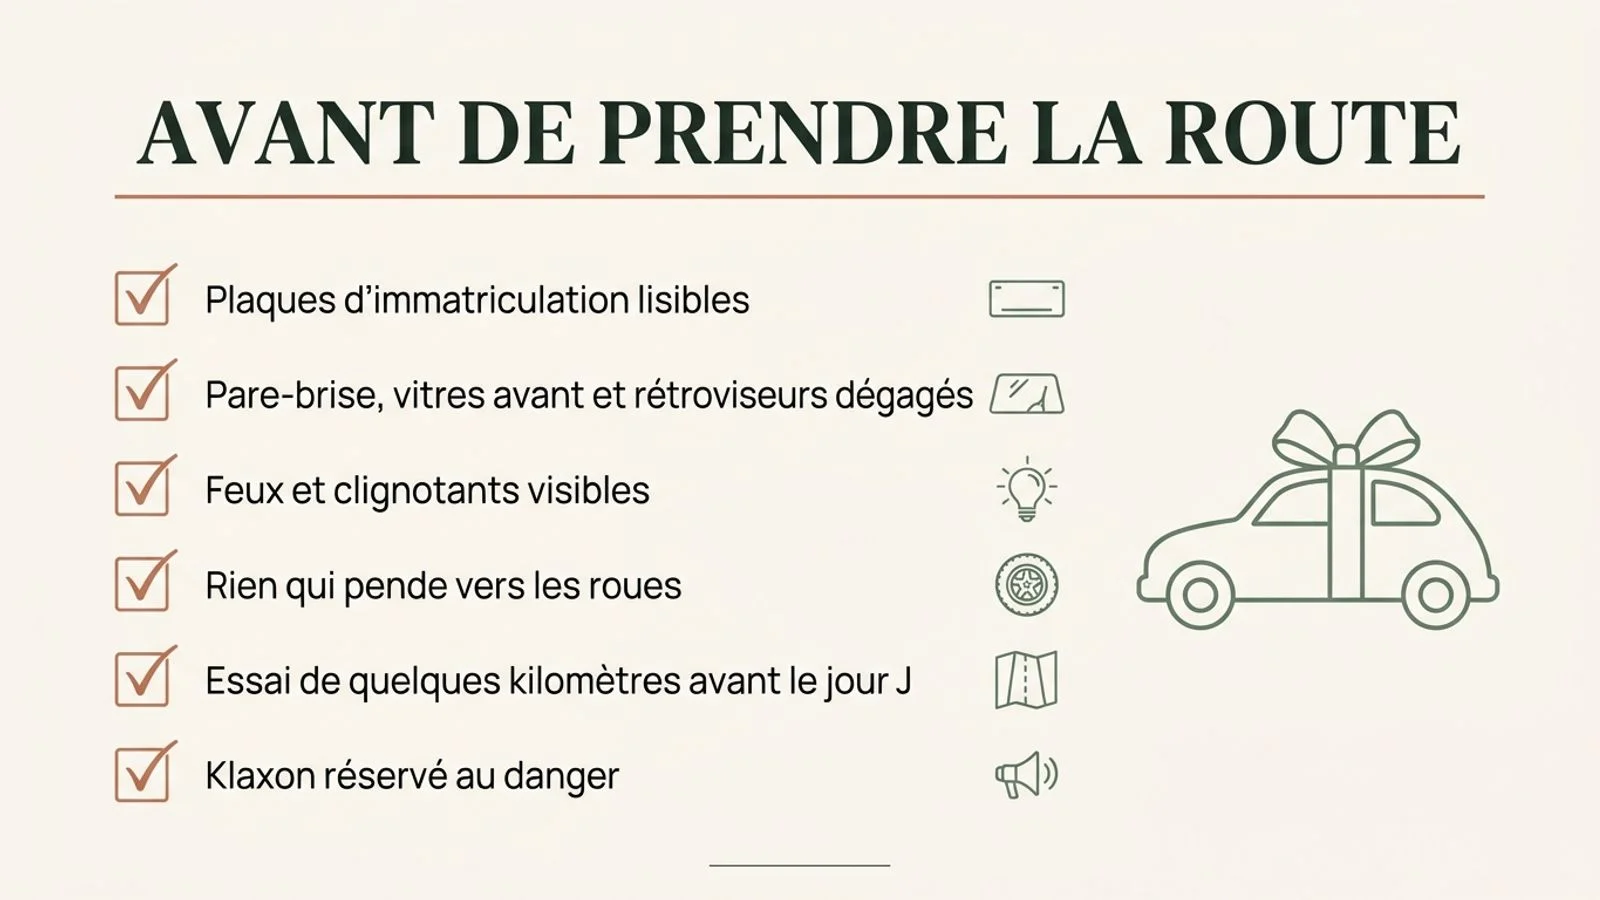 AVANT DE PRENDRE LA ROUTE
Plaques d’immatriculation lisibles
Pare-brise, vitres avant et rétroviseurs dégagés
Feux et clignotants visibles
Rien qui pende vers les roues
Essai de quelques kilomètres avant le jour J
Klaxon réservé au danger